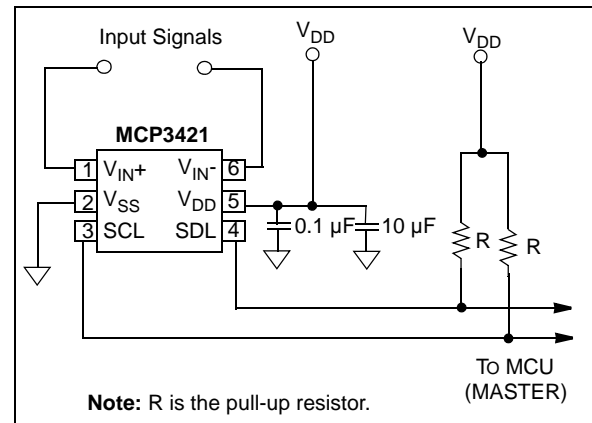 Input Signals
VDD
VDD
MCP3421
1 VIN+ VIN- 6
2 VSS VDD 5
3 SCL SDL 4
0.1 µF
10 µF
R
R
TO MCU
(MASTER)
Note: R is the pull-up resistor.